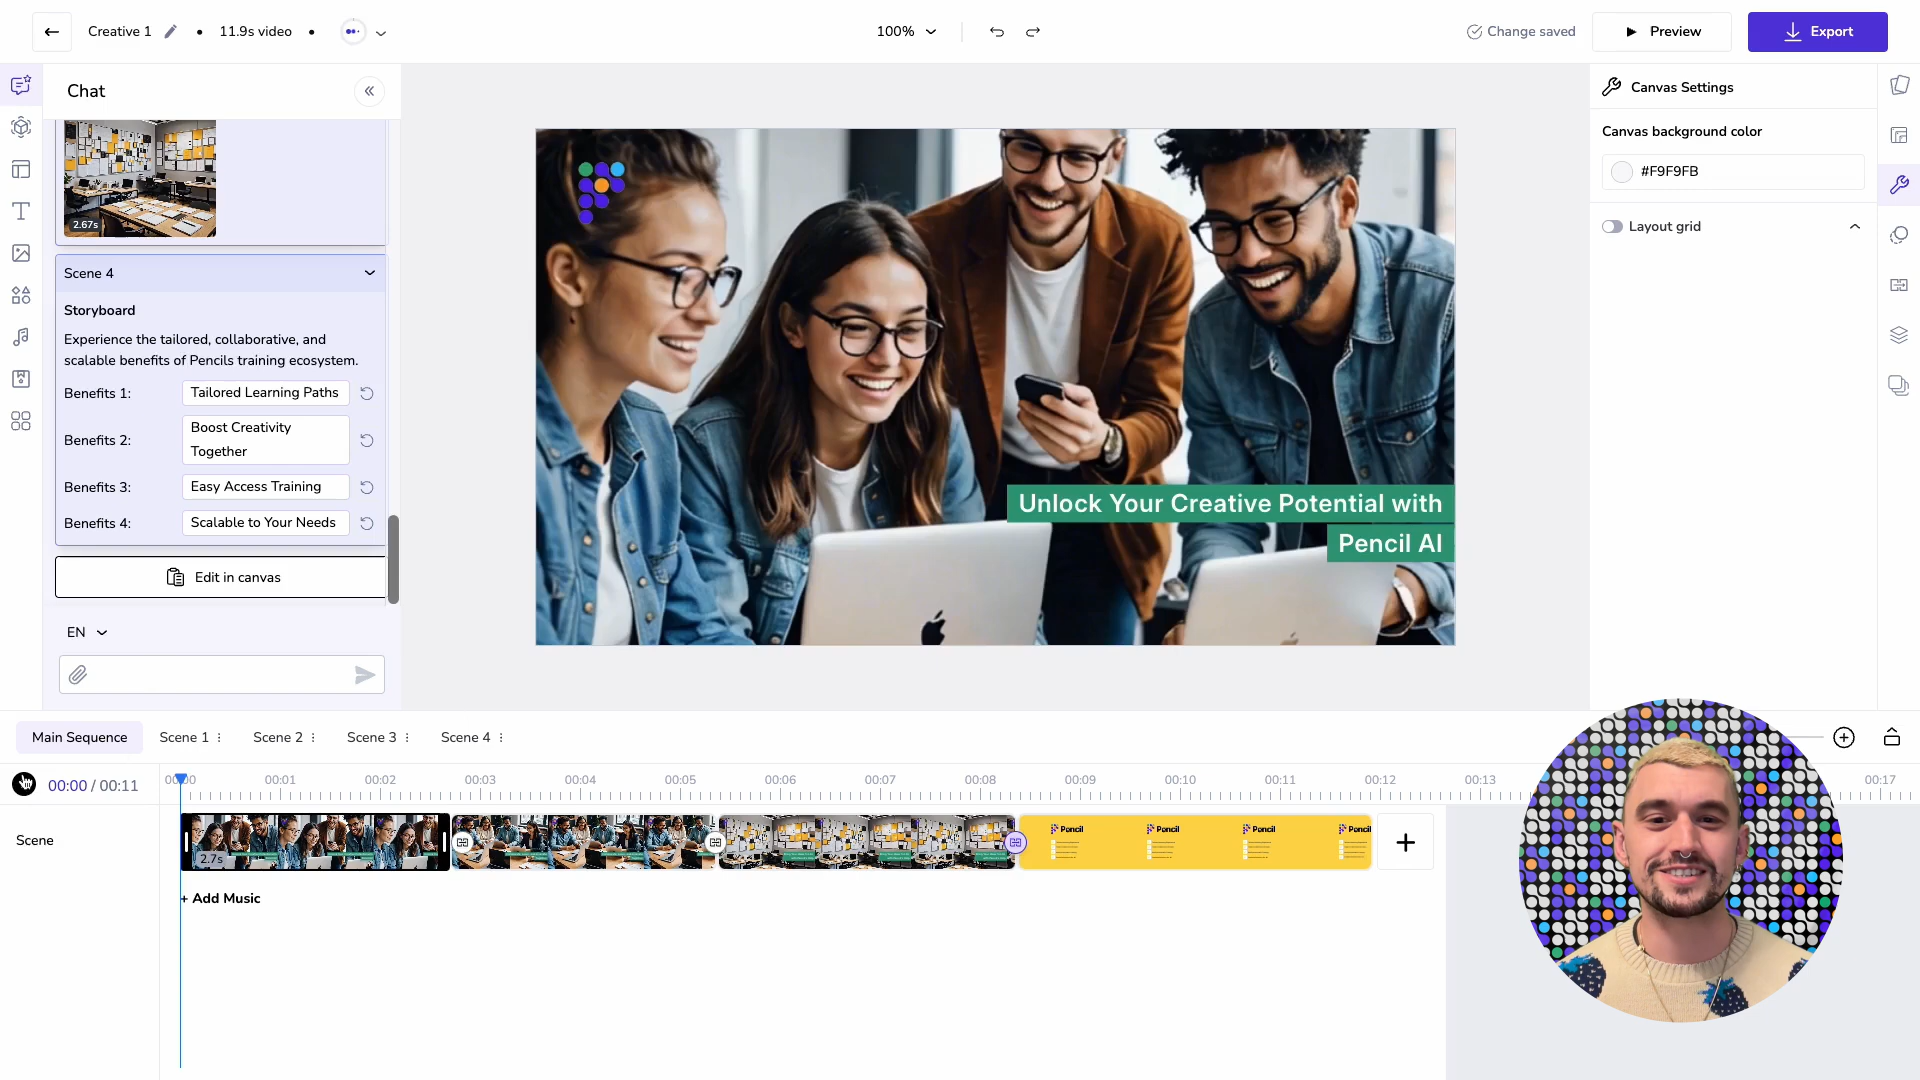 Creative 1
11.9s video
100%
Change saved
Preview
Export
Chat
2.67s
Scene 4
Storyboard
Experience the tailored, collaborative, and
scalable benefits of Pencils training ecosystem.
Benefits 1:
Tailored Learning Paths
Benefits 2:
Boost Creativity
Together
Benefits 3:
Easy Access Training
Benefits 4:
Scalable to Your Needs
Edit in canvas
EN
Unlock Your Creative Potential with
Pencil AI
Canvas Settings
Canvas background color
#F9F9FB
Layout grid
Main Sequence
Scene 1
Scene 2
Scene 3
Scene 4
00:00 / 00:11
00:01
00:02
00:03
00:04
00:05
00:06
00:07
00:08
00:09
00:10
00:11
00:12
00:13
00:17
Scene
2.7s
Pencil
Pencil
Pencil
Pencil
+ Add Music